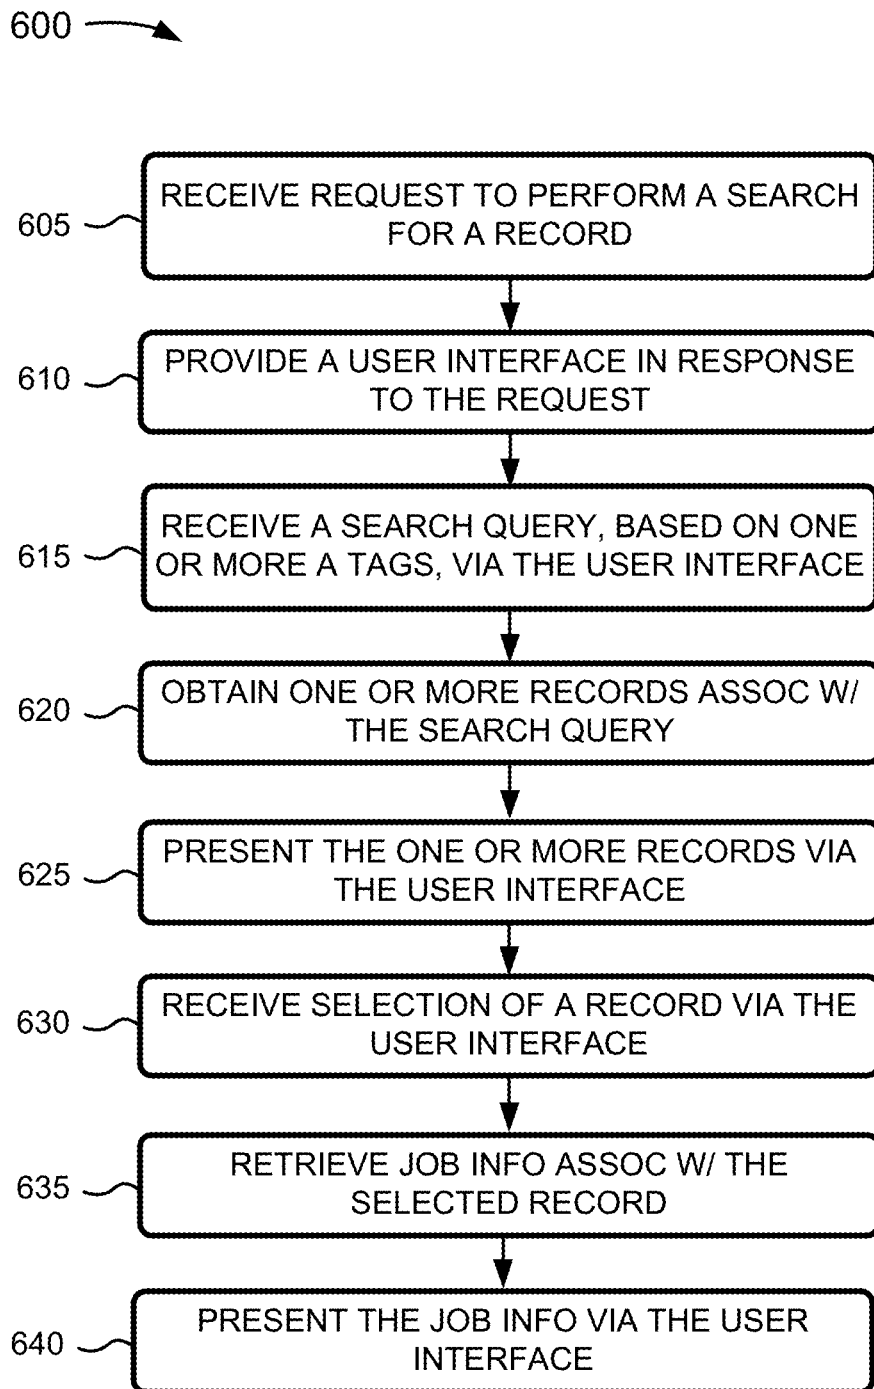 600
RECEIVE REQUEST TO PERFORM A SEARCH
FOR A RECORD
605
PROVIDE A USER INTERFACE IN RESPONSE
TO THE REQUEST
610
RECEIVE A SEARCH QUERY, BASED ON ONE
OR MORE A TAGS, VIA THE USER INTERFACE
615
OBTAIN ONE OR MORE RECORDS ASSOC W/
THE SEARCH QUERY
620
PRESENT THE ONE OR MORE RECORDS VIA
THE USER INTERFACE
625
RECEIVE SELECTION OF A RECORD VIA THE
USER INTERFACE
630
RETRIEVE JOB INFO ASSOC W/ THE
SELECTED RECORD
635
PRESENT THE JOB INFO VIA THE USER
INTERFACE
640